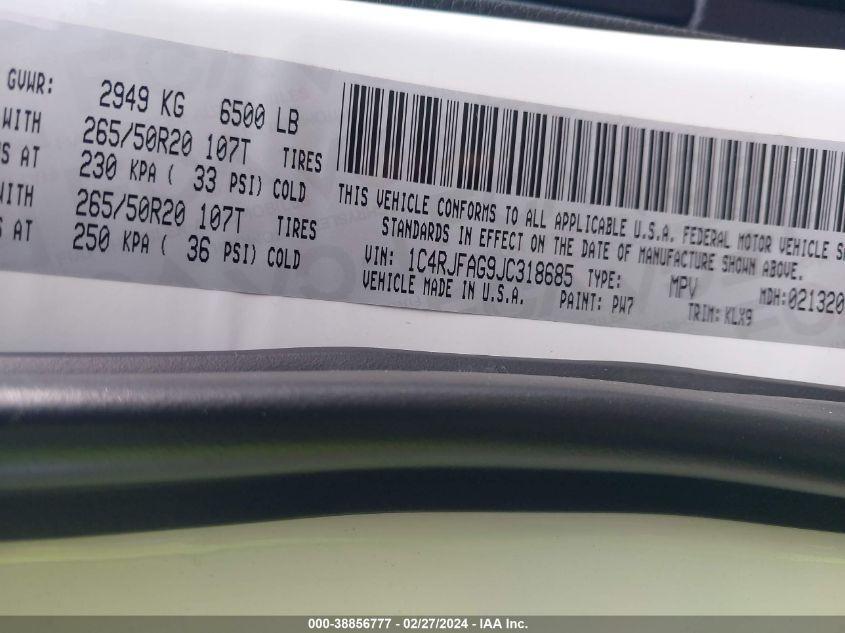 GVWR: 2949 KG 6500 LB
WITH 265/50R20 107T TIRES
S AT 230 KPA ( 33 PSI) COLD
WITH 265/50R20 107T TIRES
S AT 250 KPA ( 36 PSI) COLD
THIS VEHICLE CONFORMS TO ALL APPLICABLE U.S.A. FEDERAL MOTOR VEHICLE
STANDARDS IN EFFECT ON THE DATE OF MANUFACTURE SHOWN ABOVE.
VIN: 1C4RJFAG9JC318685 TYPE: MPV MDH:021320
VEHICLE MADE IN U.S.A. PAINT: PW7 TRIM: KLX9
000-38856777 - 02/27/2024 - IAA Inc.